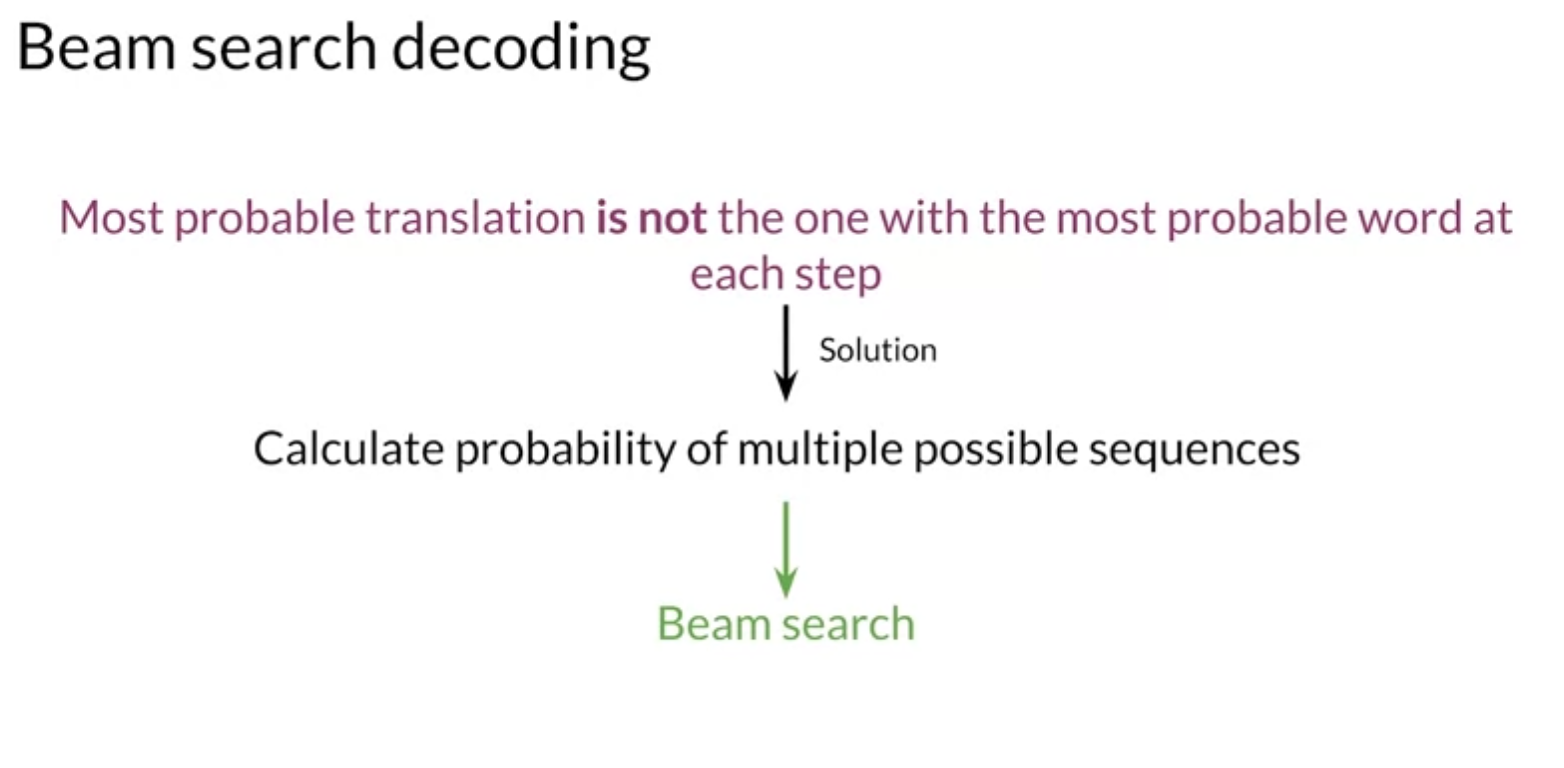 Beam search decoding
Most probable translation is not the one with the most probable word at
each step
Solution
Calculate probability of multiple possible sequences
Beam search